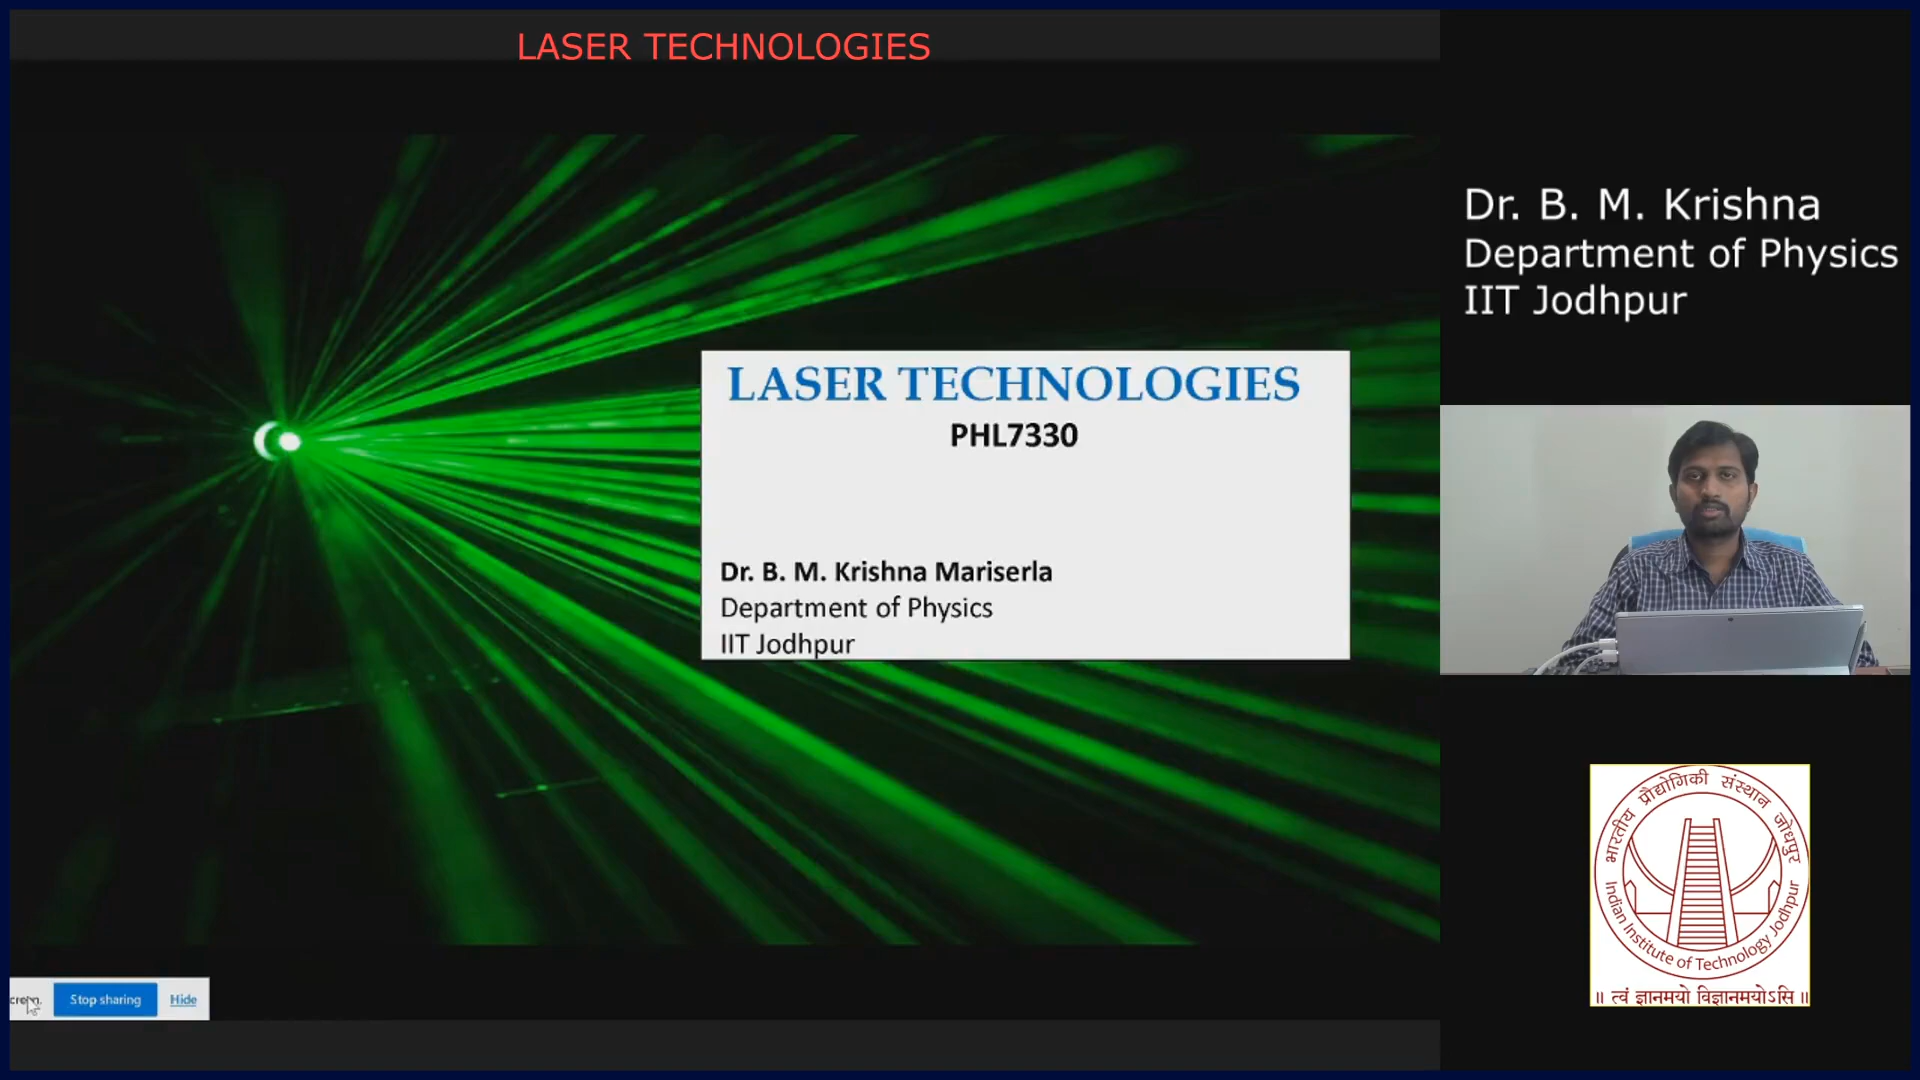 LASER TECHNOLOGIES
LASER TECHNOLOGIES
PHL7330
Dr. B. M. Krishna Mariserla
Department of Physics
IIT Jodhpur
Stop sharing
Hide
Dr. B. M. Krishna
Department of Physics
IIT Jodhpur
भारतीय प्रौद्योगिकी संस्थान जोधपुर
Indian Institute of Technology Jodhpur
॥ त्वं ज्ञानमयो विज्ञानमयोऽसि ॥